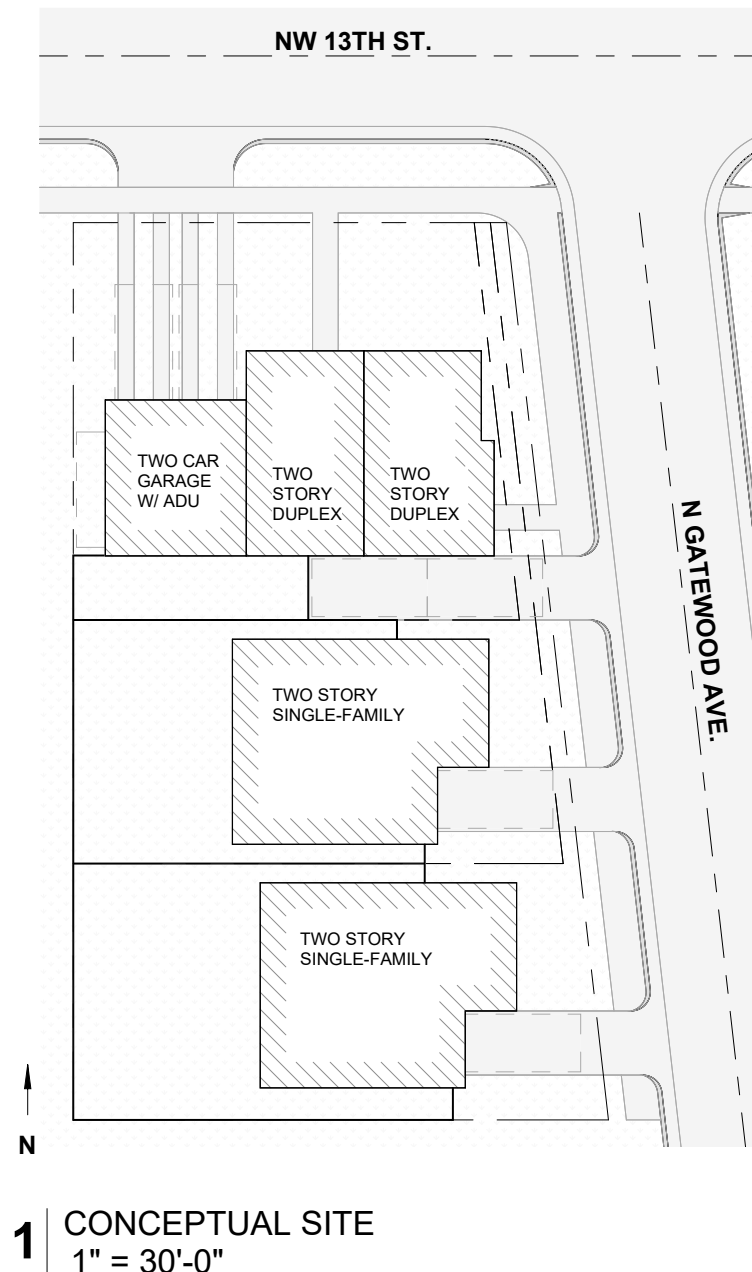 NW 13TH ST.
TWO CAR
GARAGE
W/ ADU
TWO
STORY
DUPLEX
TWO
STORY
DUPLEX
N GATEWOOD AVE.
TWO STORY
SINGLE-FAMILY
TWO STORY
SINGLE-FAMILY
N
1
CONCEPTUAL SITE
1" = 30'-0"